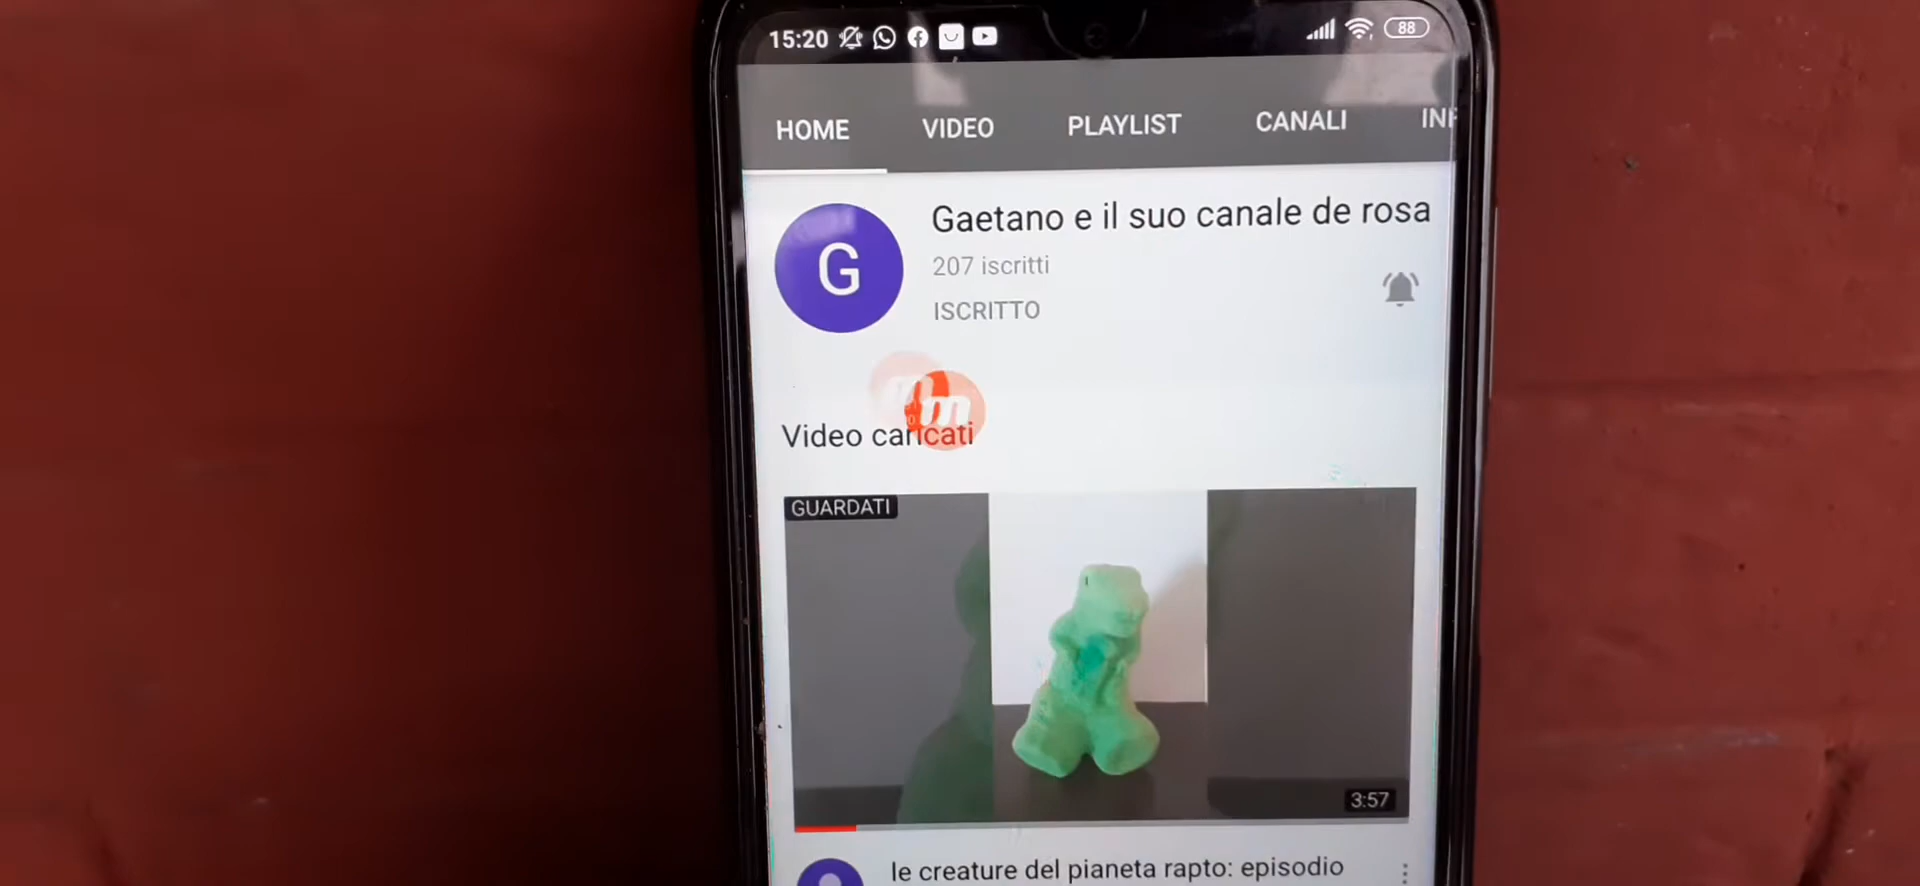 15:20
88
HOME VIDEO PLAYLIST CANALI INF
G
Gaetano e il suo canale de rosa
207 iscritti
ISCRITTO
m m
Video caricati
GUARDATI
3:57
le creature del pianeta rapto: episodio